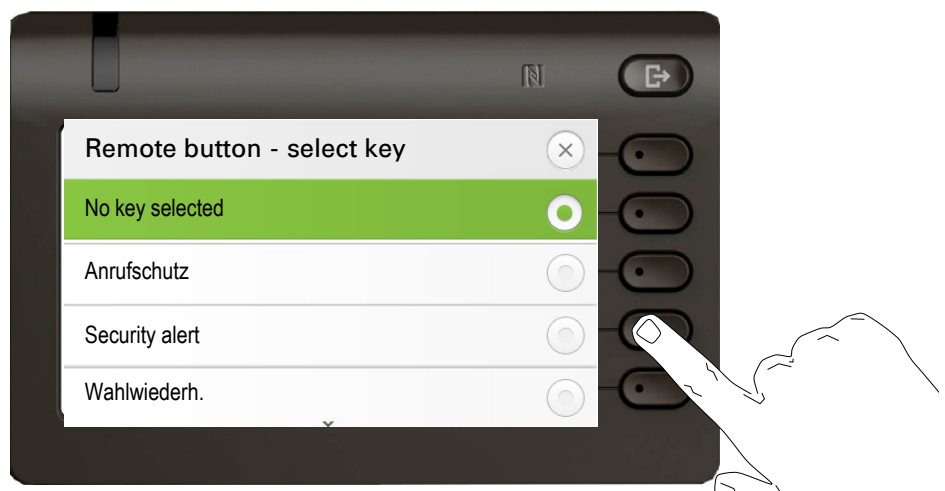 Remote button - select key
No key selected
Anrufschutz
Security alert
Wahlwiederh.